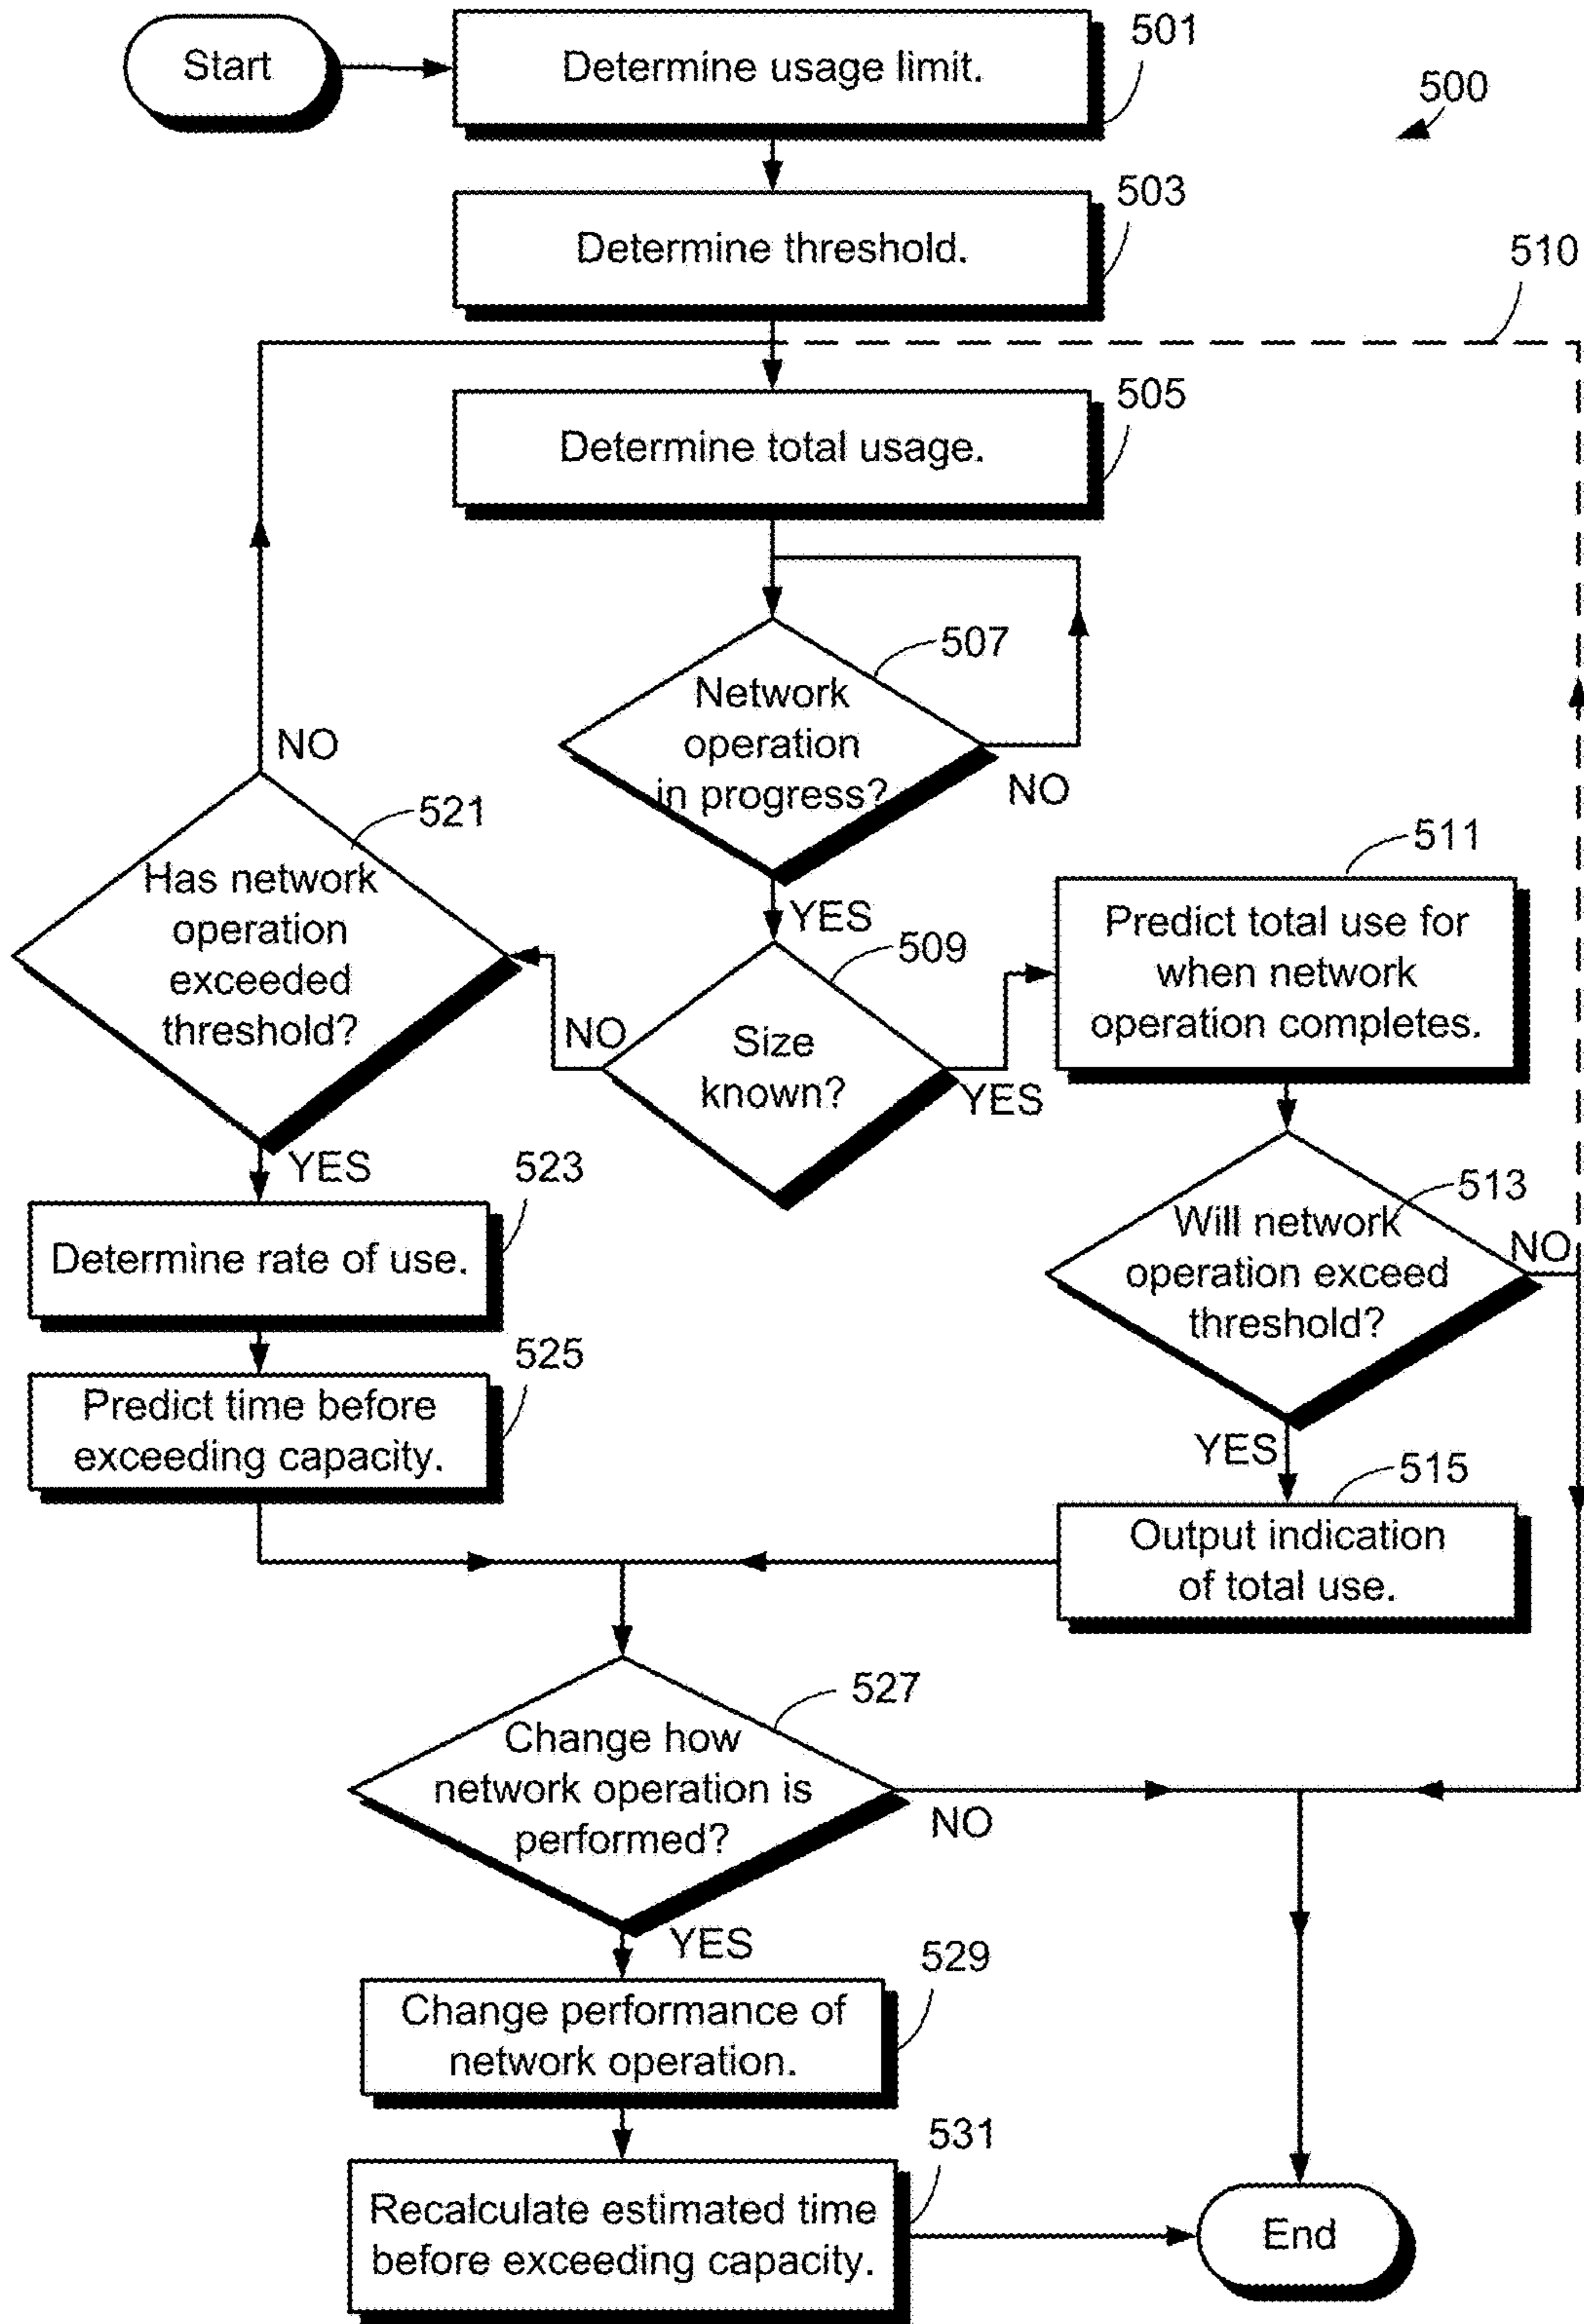 Start
Determine usage limit.
501
500
Determine threshold.
503
510
Determine total usage.
505
Network
operation
in progress?
507
NO
YES
Has network
operation
exceeded
threshold?
521
NO
YES
Size
known?
509
NO
YES
Predict total use for
when network
operation completes.
511
Will network
operation exceed
threshold?
513
NO
YES
Determine rate of use.
523
Predict time before
exceeding capacity.
525
Output indication
of total use.
515
Change how
network operation is
performed?
527
NO
YES
Change performance of
network operation.
529
Recalculate estimated time
before exceeding capacity.
531
End